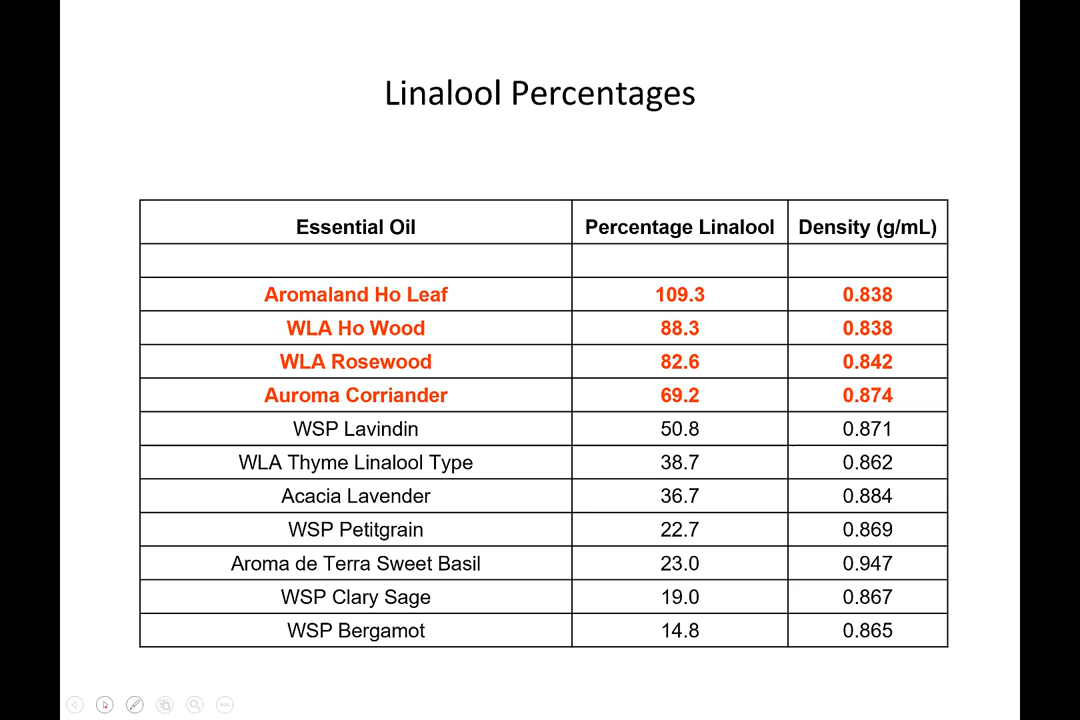 Linalool Percentages
Essential Oil Percentage Linalool Density (g/mL)
Aromaland Ho Leaf 109.3 0.838
WLA Ho Wood 88.3 0.838
WLA Rosewood 82.6 0.842
Auroma Corriander 69.2 0.874
WSP Lavindin 50.8 0.871
WLA Thyme Linalool Type 38.7 0.862
Acacia Lavender 36.7 0.884
WSP Petitgrain 22.7 0.869
Aroma de Terra Sweet Basil 23.0 0.947
WSP Clary Sage 19.0 0.867
WSP Bergamot 14.8 0.865